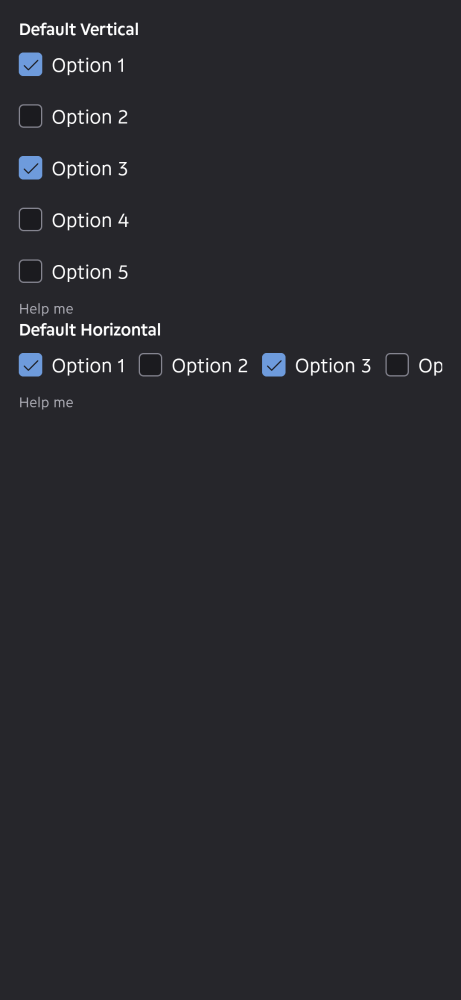 Default Vertical
Option 1
Option 2
Option 3
Option 4
Option 5
Help me
Default Horizontal
Option 1 Option 2 Option 3 Op
Help me